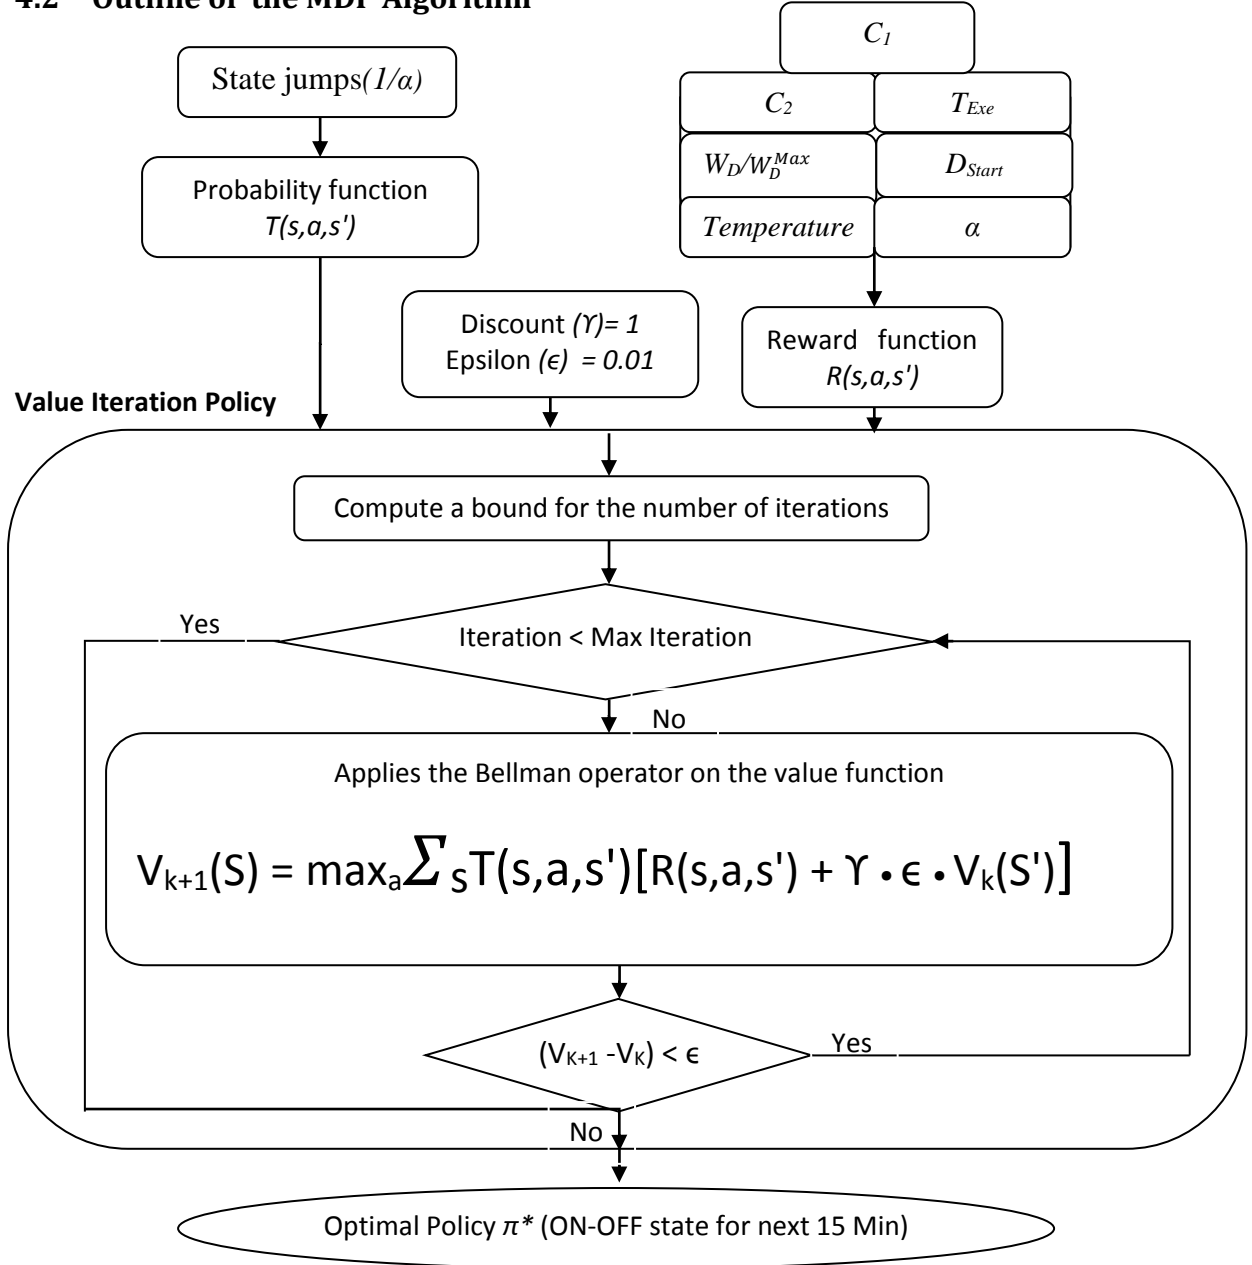 4.2 Outline of the MDP Algorithm
C1
State jumps(1/α)
C2
TExe
Probability function
T(s,a,s')
WD/WDMax
DStart
Temperature
α
Discount (ϒ)= 1
Epsilon (ϵ) = 0.01
Reward function
R(s,a,s')
Value Iteration Policy
Compute a bound for the number of iterations
Yes
Iteration < Max Iteration
No
Applies the Bellman operator on the value function
Vk+1(S) = maxa∑ST(s,a,s')[R(s,a,s') + ϒ • ϵ • Vk(S')]
(VK+1 -VK) < ϵ
Yes
No
Optimal Policy π* (ON-OFF state for next 15 Min)